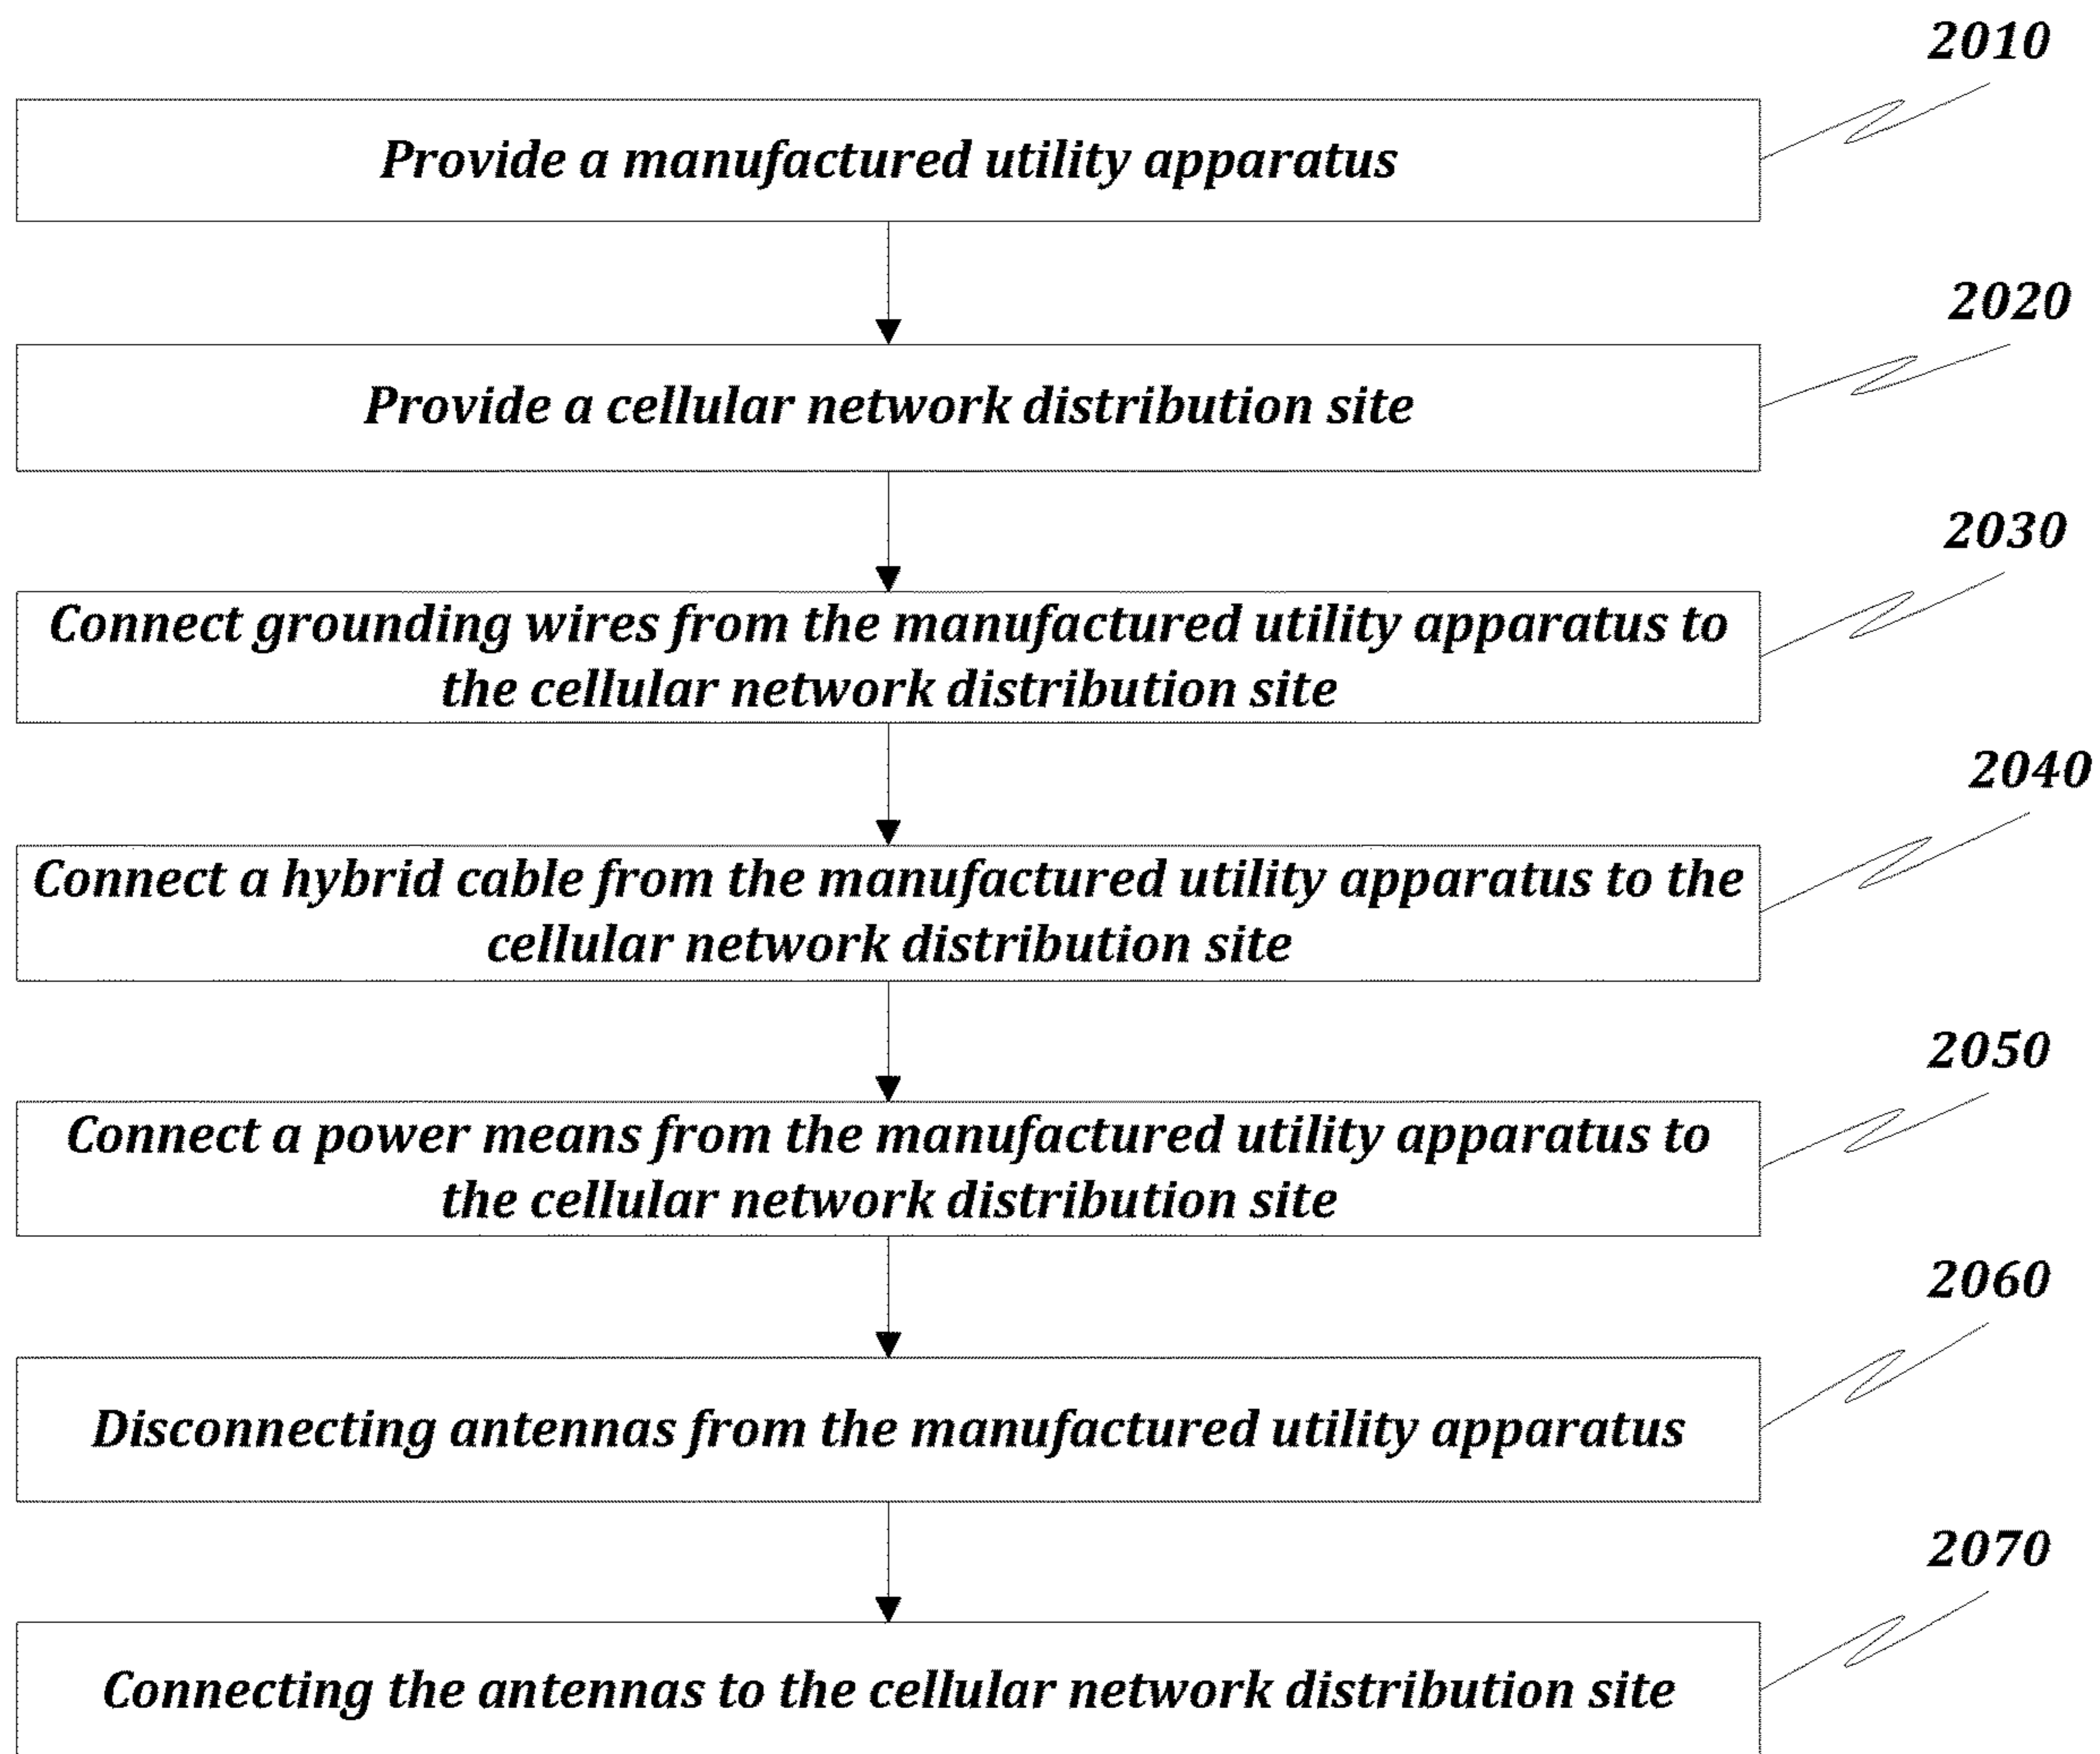 2010
Provide a manufactured utility apparatus
2020
Provide a cellular network distribution site
2030
Connect grounding wires from the manufactured utility apparatus to
the cellular network distribution site
2040
Connect a hybrid cable from the manufactured utility apparatus to the
cellular network distribution site
2050
Connect a power means from the manufactured utility apparatus to
the cellular network distribution site
2060
Disconnecting antennas from the manufactured utility apparatus
2070
Connecting the antennas to the cellular network distribution site